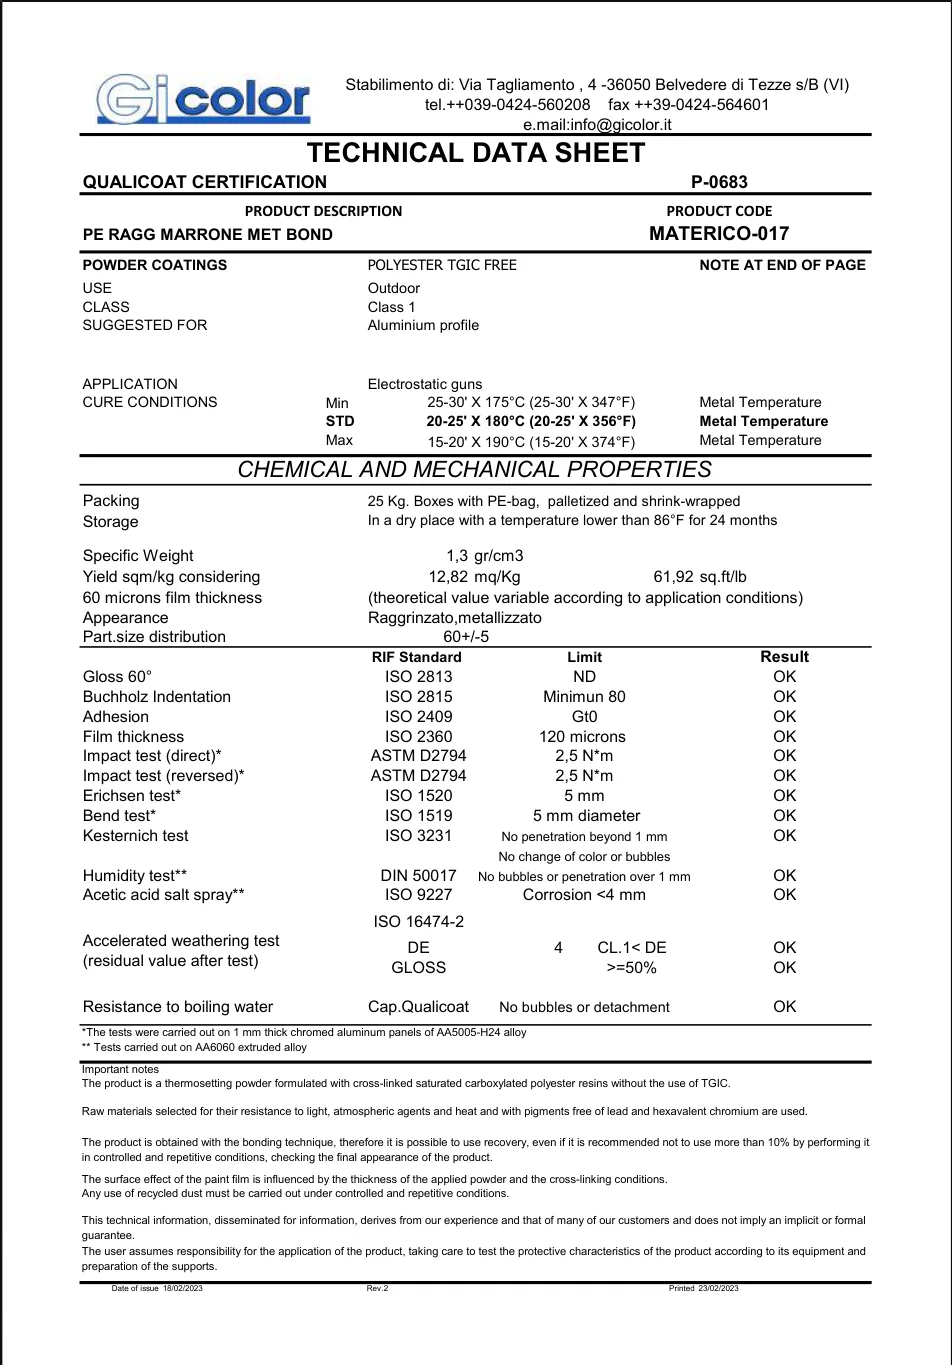 Gicolor
Stabilimento di: Via Tagliamento , 4 -36050 Belvedere di Tezze s/B (VI)
tel.++039-0424-560208 fax ++39-0424-564601
e.mail:info@gicolor.it
TECHNICAL DATA SHEET
QUALICOAT CERTIFICATION P-0683
PRODUCT DESCRIPTION PRODUCT CODE
PE RAGG MARRONE MET BOND MATERICO-017
POWDER COATINGS POLYESTER TGIC FREE NOTE AT END OF PAGE
USE Outdoor
CLASS Class 1
SUGGESTED FOR Aluminium profile
APPLICATION Electrostatic guns
CURE CONDITIONS Min 25-30' X 175°C (25-30' X 347°F) Metal Temperature
STD 20-25' X 180°C (20-25' X 356°F) Metal Temperature
Max 15-20' X 190°C (15-20' X 374°F) Metal Temperature
CHEMICAL AND MECHANICAL PROPERTIES
Packing 25 Kg. Boxes with PE-bag, palletized and shrink-wrapped
Storage In a dry place with a temperature lower than 86°F for 24 months
Specific Weight 1,3 gr/cm3
Yield sqm/kg considering 12,82 mq/Kg 61,92 sq.ft/lb
60 microns film thickness (theoretical value variable according to application conditions)
Appearance Raggrinzato,metallizzato
Part.size distribution 60+/-5
RIF Standard Limit Result
Gloss 60° ISO 2813 ND OK
Buchholz Indentation ISO 2815 Minimun 80 OK
Adhesion ISO 2409 Gt0 OK
Film thickness ISO 2360 120 microns OK
Impact test (direct)* ASTM D2794 2,5 N*m OK
Impact test (reversed)* ASTM D2794 2,5 N*m OK
Erichsen test* ISO 1520 5 mm OK
Bend test* ISO 1519 5 mm diameter OK
Kesternich test ISO 3231 No penetration beyond 1 mm OK
No change of color or bubbles
Humidity test** DIN 50017 No bubbles or penetration over 1 mm OK
Acetic acid salt spray** ISO 9227 Corrosion <4 mm OK
ISO 16474-2
Accelerated weathering test DE 4 CL.1< DE OK
(residual value after test) GLOSS >=50% OK
Resistance to boiling water Cap.Qualicoat No bubbles or detachment OK
*The tests were carried out on 1 mm thick chromed aluminum panels of AA5005-H24 alloy
** Tests carried out on AA6060 extruded alloy
Important notes
The product is a thermosetting powder formulated with cross-linked saturated carboxylated polyester resins without the use of TGIC.
Raw materials selected for their resistance to light, atmospheric agents and heat and with pigments free of lead and hexavalent chromium are used.
The product is obtained with the bonding technique, therefore it is possible to use recovery, even if it is recommended not to use more than 10% by performing it
in controlled and repetitive conditions, checking the final appearance of the product.
The surface effect of the paint film is influenced by the thickness of the applied powder and the cross-linking conditions.
Any use of recycled dust must be carried out under controlled and repetitive conditions.
This technical information, disseminated for information, derives from our experience and that of many of our customers and does not imply an implicit or formal
guarantee.
The user assumes responsibility for the application of the product, taking care to test the protective characteristics of the product according to its equipment and
preparation of the supports.
Date of issue 18/02/2023 Rev.2 Printed 23/02/2023